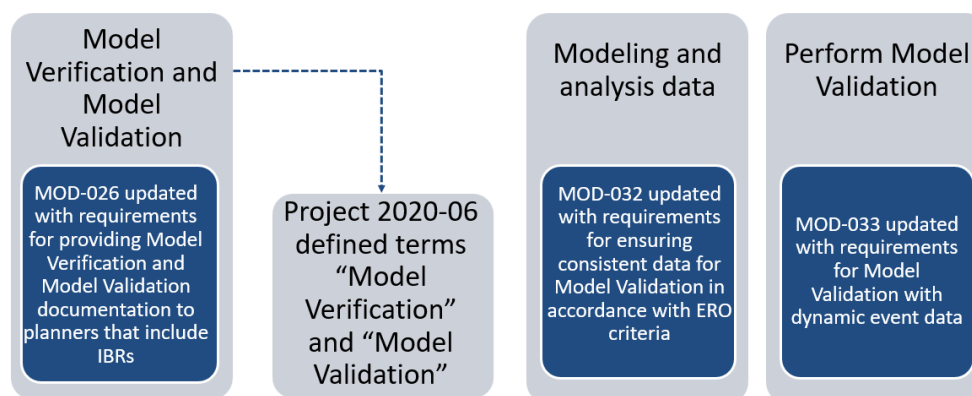 Model
Verification and
Model
Validation
MOD-026 updated
with requirements
for providing Model
Verification and
Model Validation
documentation to
planners that include
IBRs
Project 2020-06
defined terms
“Model
Verification”
and “Model
Validation”
Modeling and
analysis data
MOD-032 updated
with requirements
for ensuring
consistent data for
Model Validation in
accordance with ERO
criteria
Perform Model
Validation
MOD-033 updated
with requirements
for Model
Validation with
dynamic event data